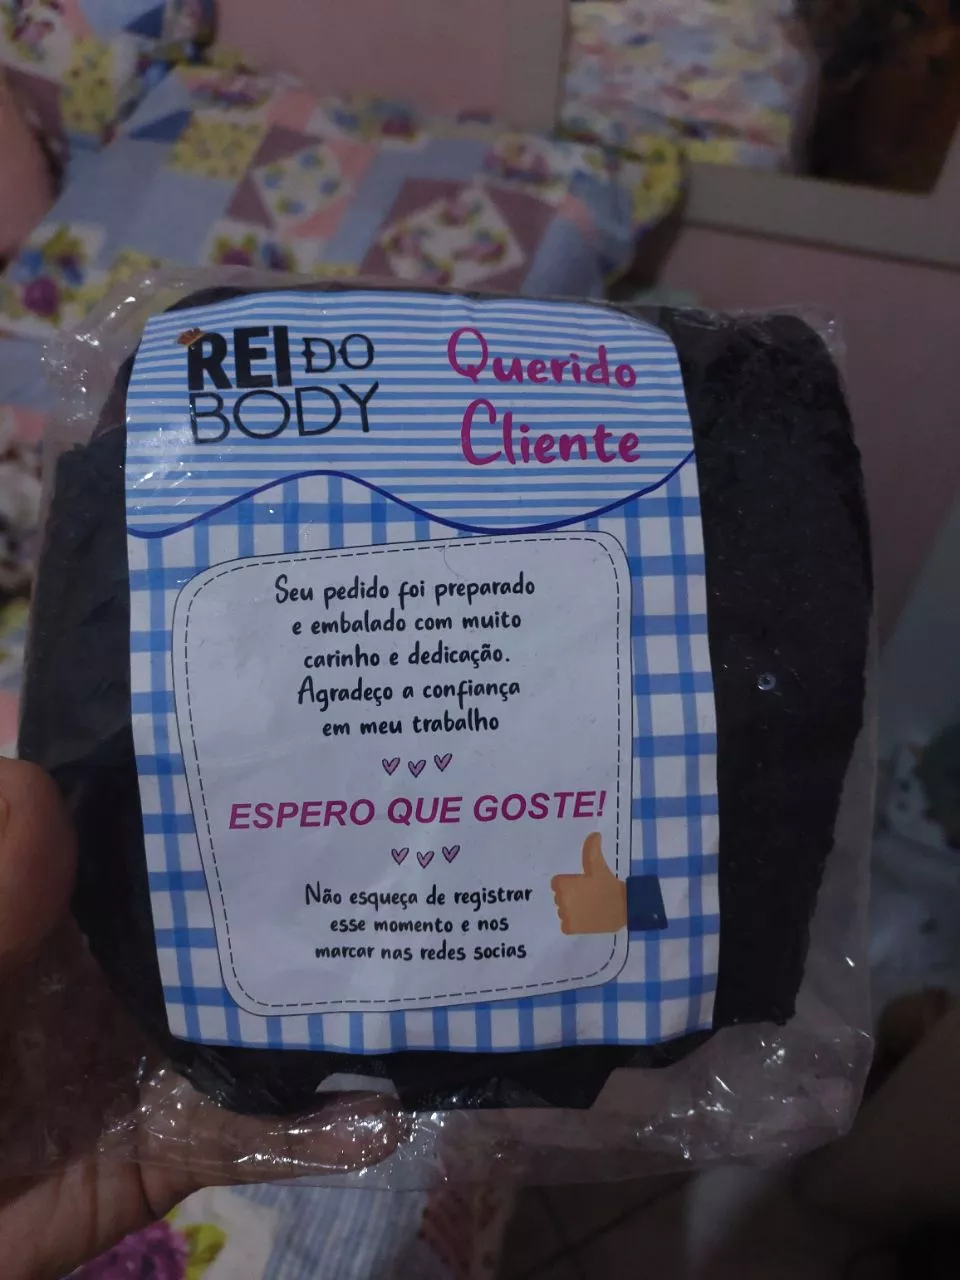 REI DO
BODY
Querido
Cliente
Seu pedido foi preparado
e embalado com muito
carinho e dedicação.
Agradeço a confiança
em meu trabalho
ESPERO QUE GOSTE!
Não esqueça de registrar
esse momento e nos
marcar nas redes socias